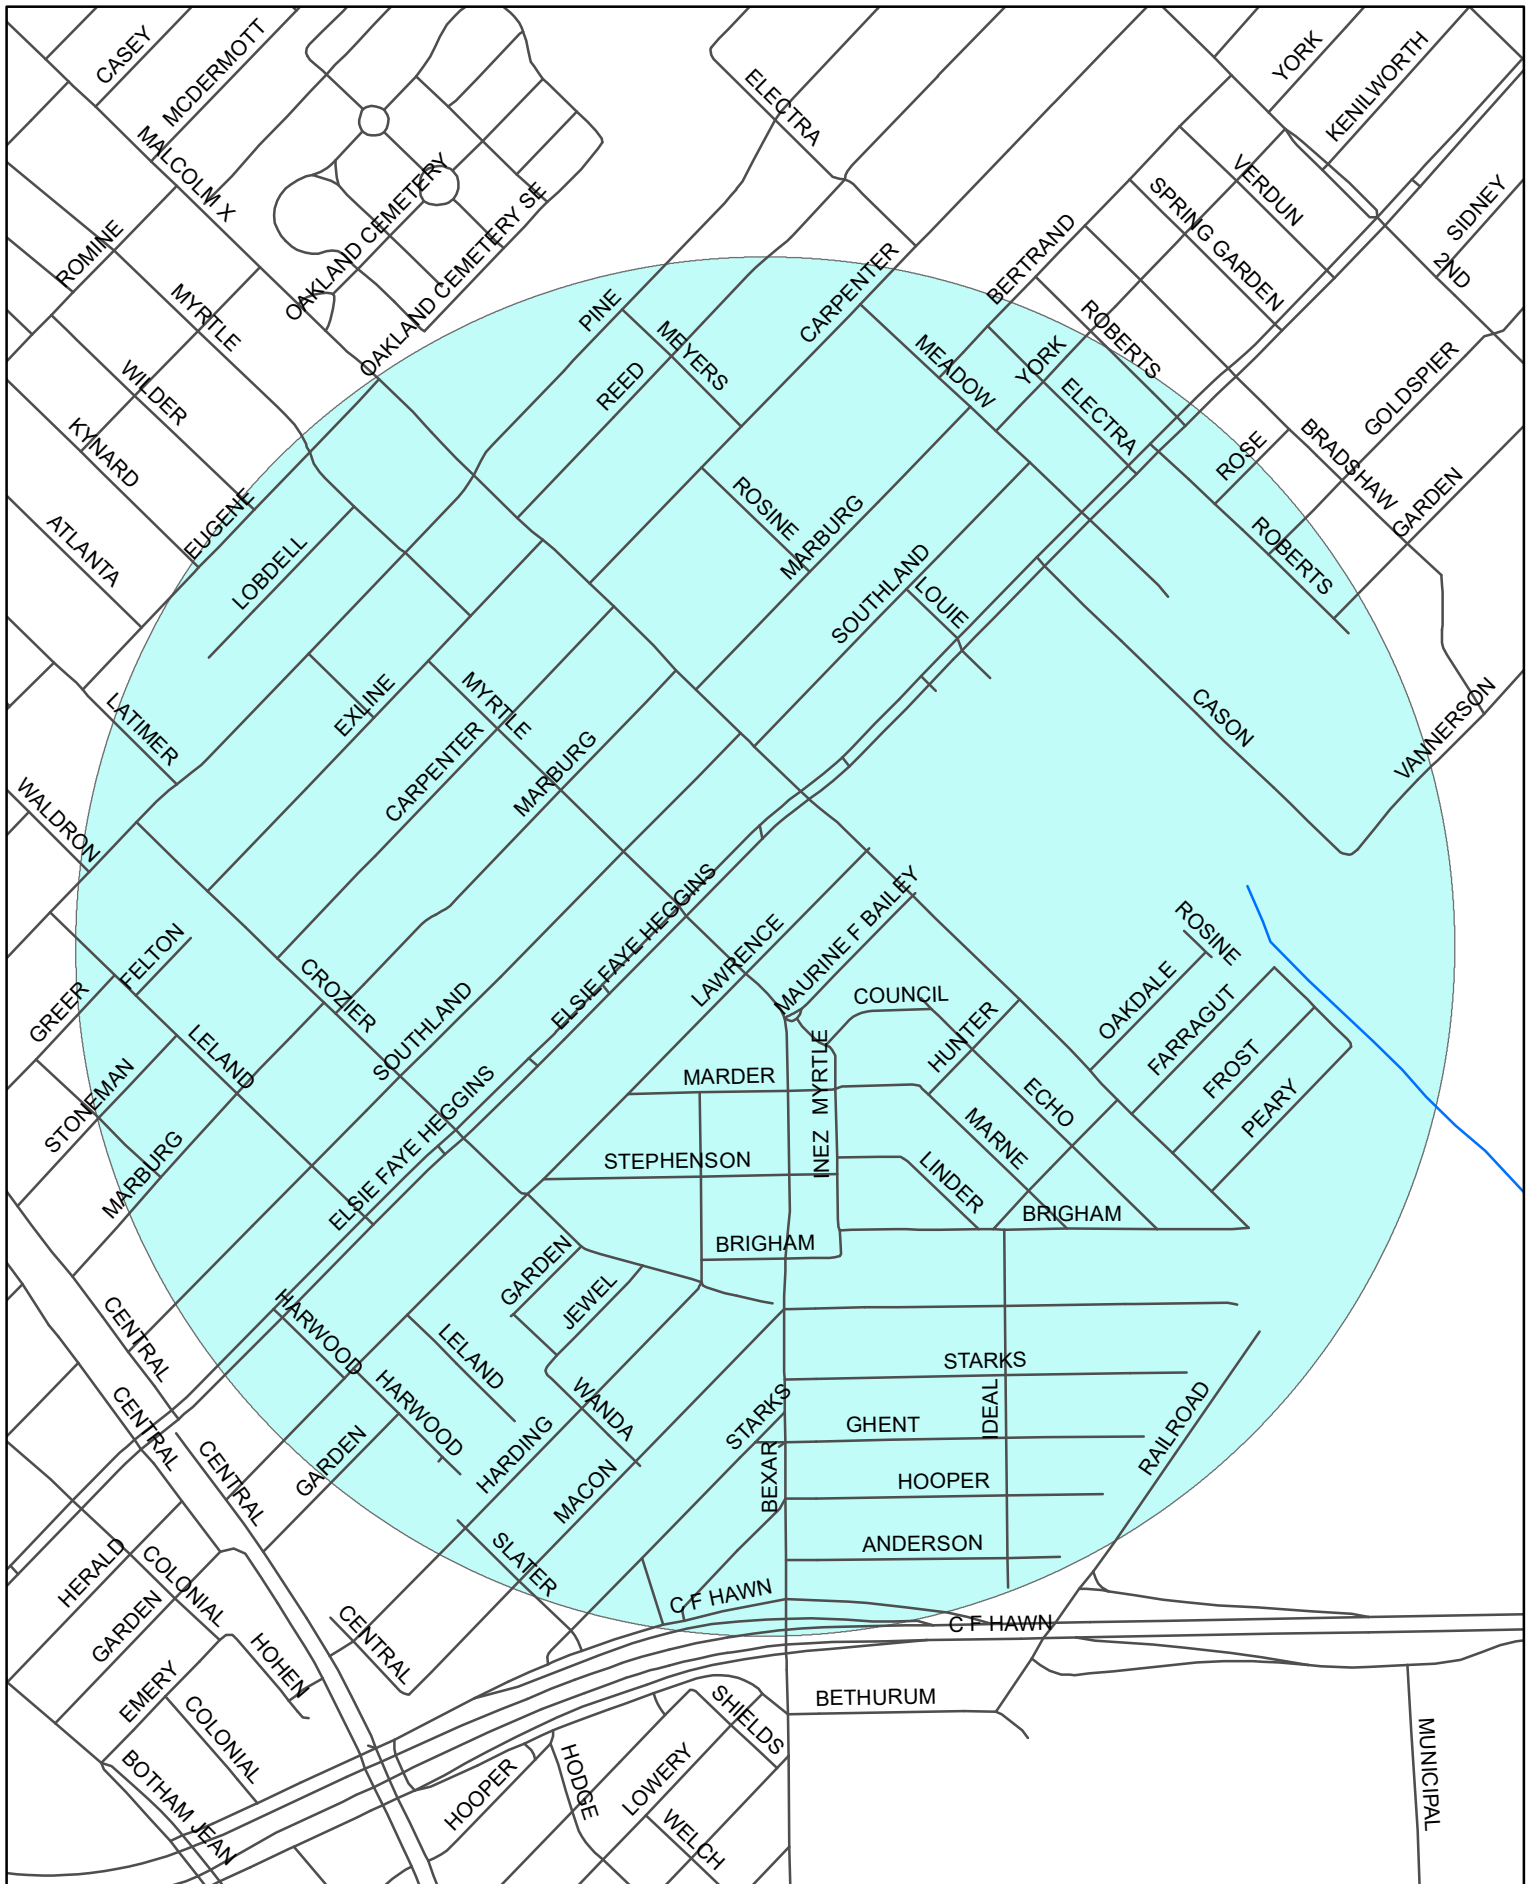 CASEY
MCDERMOTT
YORK
KENILWORTH
ELECTRA
MALCOLM X
VERDUN
OAKLAND CEMETERY
OAKLAND CEMETERY SE
SPRING GARDEN
SIDNEY
2ND
ROMINE
BERTRAND
MYRTLE
PINE
MEYERS
CARPENTER
ROBERTS
MEADOW
YORK
WILDER
REED
ELECTRA
GOLDSPIER
KYNARD
ROSE
BRADSHAW
GARDEN
ROSINE
EUGENE
MARBURG
ATLANTA
LOBDELL
SOUTHLAND
LOUIE
ROBERTS
LATIMER
EXLINE
MYRTLE
CASON
VANNERSON
CARPENTER
MARBURG
WALDRON
ELSIE FAYE HEGGINS
MAURINE F BAILEY
LAWRENCE
ROSINE
FELTON
CROZIER
COUNCIL
OAKDALE
GREER
SOUTHLAND
HUNTER
FARRAGUT
LELAND
MYRTLE
FROST
STONEMAN
MARDER
ECHO
PEARY
ELSIE FAYE HEGGINS
MARNE
INEZ
STEPHENSON
LINDER
MARBURG
BRIGHAM
BRIGHAM
GARDEN
JEWEL
HARWOOD
CENTRAL
LELAND
STARKS
HARWOOD
WANDA
STARKS
IDEAL
CENTRAL
GHENT
RAILROAD
HARDING
CENTRAL
GARDEN
BEXAR
HOOPER
MACON
ANDERSON
SLATER
HERALD
COLONIAL
C F HAWN
GARDEN
CENTRAL
C F HAWN
HOHEN
EMERY
SHIELDS
BETHURUM
COLONIAL
MUNICIPAL
BOTHAM JEAN
HOOPER
HODGE
LOWERY
WELCH